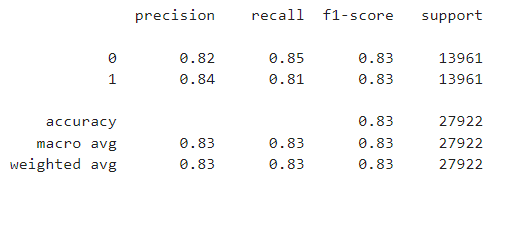 precision recall f1-score support
0 0.82 0.85 0.83 13961
1 0.84 0.81 0.83 13961
accuracy 0.83 27922
macro avg 0.83 0.83 0.83 27922
weighted avg 0.83 0.83 0.83 27922